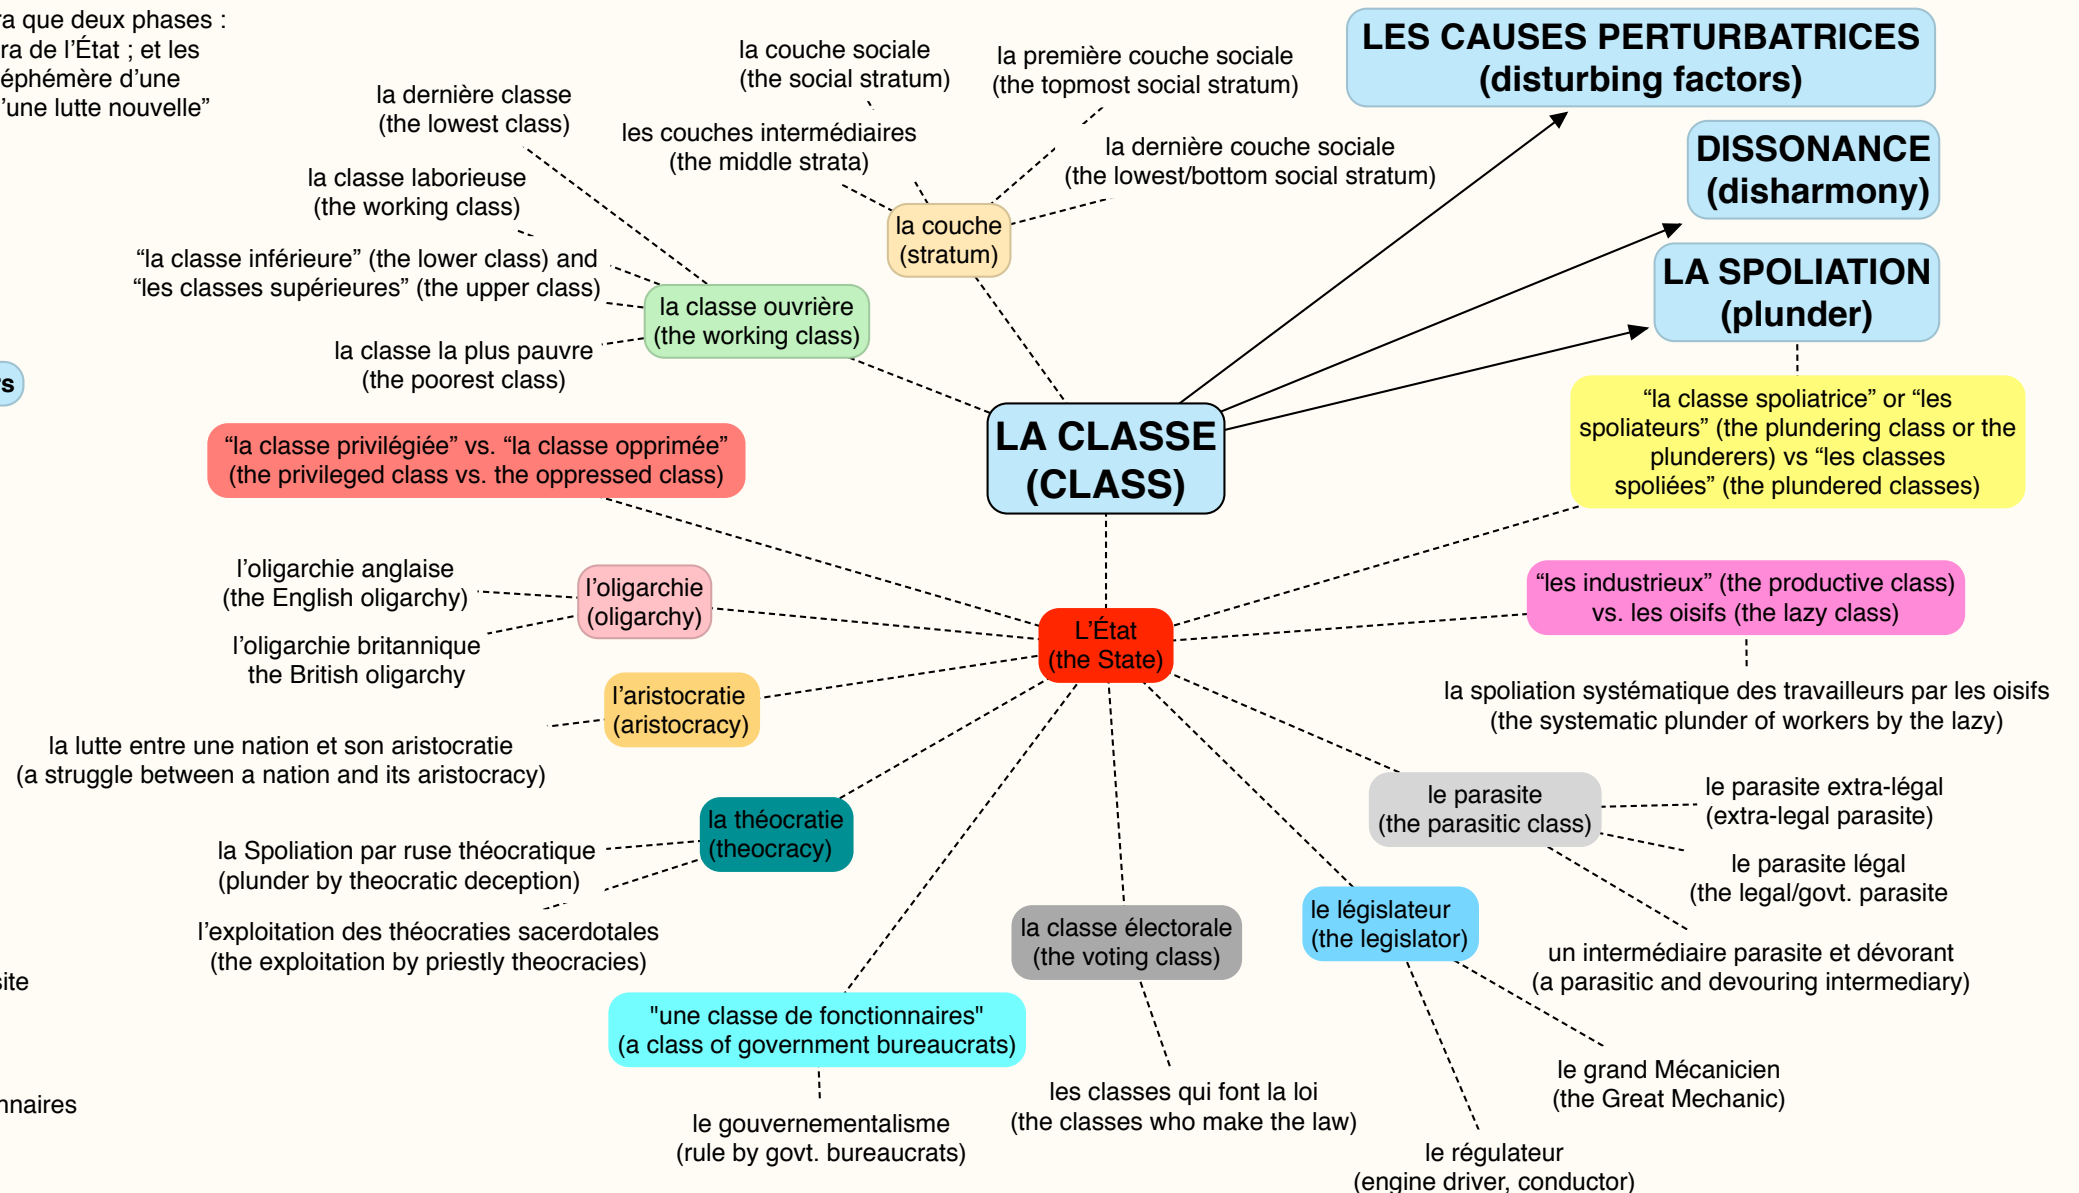 ra que deux phases :
ra de l’État ; et les
éphémère d’une
’une lutte nouvelle”
la dernière classe
(the lowest class)
la couche sociale
(the social stratum)
la première couche sociale
(the topmost social stratum)
LES CAUSES PERTURBATRICES
(disturbing factors)
les couches intermédiaires
(the middle strata)
la dernière couche sociale
(the lowest/bottom social stratum)
DISSONANCE
(disharmony)
la classe laborieuse
(the working class)
la couche
(stratum)
“la classe inférieure” (the lower class) and
“les classes supérieures” (the upper class)
LA SPOLIATION
(plunder)
la classe ouvrière
(the working class)
la classe la plus pauvre
(the poorest class)
rs
LA CLASSE
(CLASS)
“la classe spoliatrice” or “les
spoliateurs” (the plundering class or the
plunderers) vs “les classes
spoliées” (the plundered classes)
“la classe privilégiée” vs. “la classe opprimée”
(the privileged class vs. the oppressed class)
l’oligarchie anglaise
(the English oligarchy)
l’oligarchie
(oligarchy)
l’oligarchie britannique
the British oligarchy
L’État
(the State)
“les industrieux” (the productive class)
vs. les oisifs (the lazy class)
la spoliation systématique des travailleurs par les oisifs
(the systematic plunder of workers by the lazy)
l’aristocratie
(aristocracy)
la lutte entre une nation et son aristocratie
(a struggle between a nation and its aristocracy)
la théocratie
(theocracy)
la Spoliation par ruse théocratique
(plunder by theocratic deception)
l’exploitation des théocraties sacerdotales
(the exploitation by priestly theocracies)
le parasite
(the parasitic class)
le parasite extra-légal
(extra-legal parasite)
le parasite légal
(the legal/govt. parasite
un intermédiaire parasite et dévorant
(a parasitic and devouring intermediary)
la classe électorale
(the voting class)
le législateur
(the legislator)
site
"une classe de fonctionnaires"
(a class of government bureaucrats)
le gouvernementalisme
(rule by govt. bureaucrats)
les classes qui font la loi
(the classes who make the law)
le grand Mécanicien
(the Great Mechanic)
le régulateur
(engine driver, conductor)
nnaires